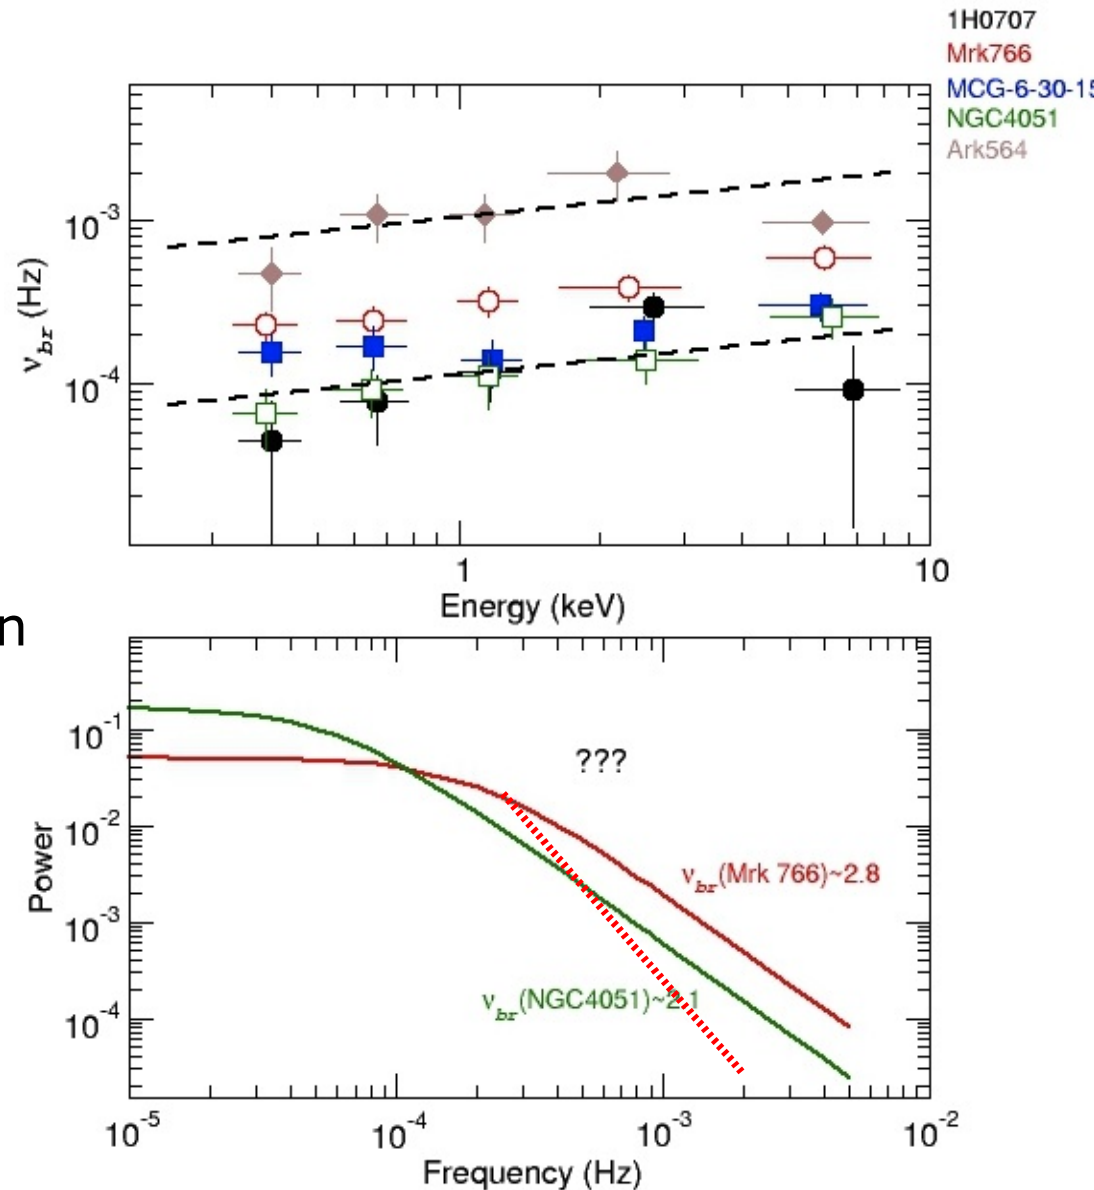 1H0707
Mrk766
MCG-6-30-15
NGC4051
Ark564
10⁻³
10⁻⁴
ν_br (Hz)
1
10
Energy (keV)
n
10⁻¹
10⁻²
10⁻³
10⁻⁴
Power
???
ν_br(Mrk 766)~2.8
ν_br(NGC4051)~2.1
10⁻⁵
10⁻⁴
10⁻³
10⁻²
Frequency (Hz)